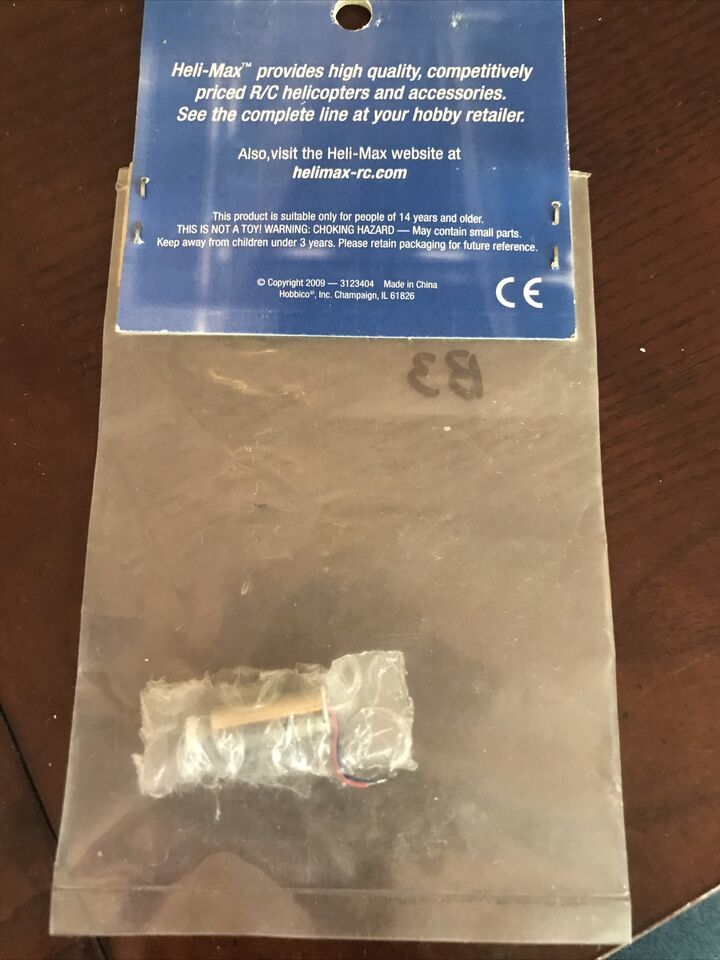 Heli-Max™ provides high quality, competitively
priced R/C helicopters and accessories.
See the complete line at your hobby retailer.
Also,visit the Heli-Max website at
helimax-rc.com
This product is suitable only for people of 14 years and older.
THIS IS NOT A TOY! WARNING: CHOKING HAZARD — May contain small parts.
Keep away from children under 3 years. Please retain packaging for future reference.
© Copyright 2009 — 3123404 Made in China
Hobbico®, Inc. Champaign, IL 61826
CE
B3